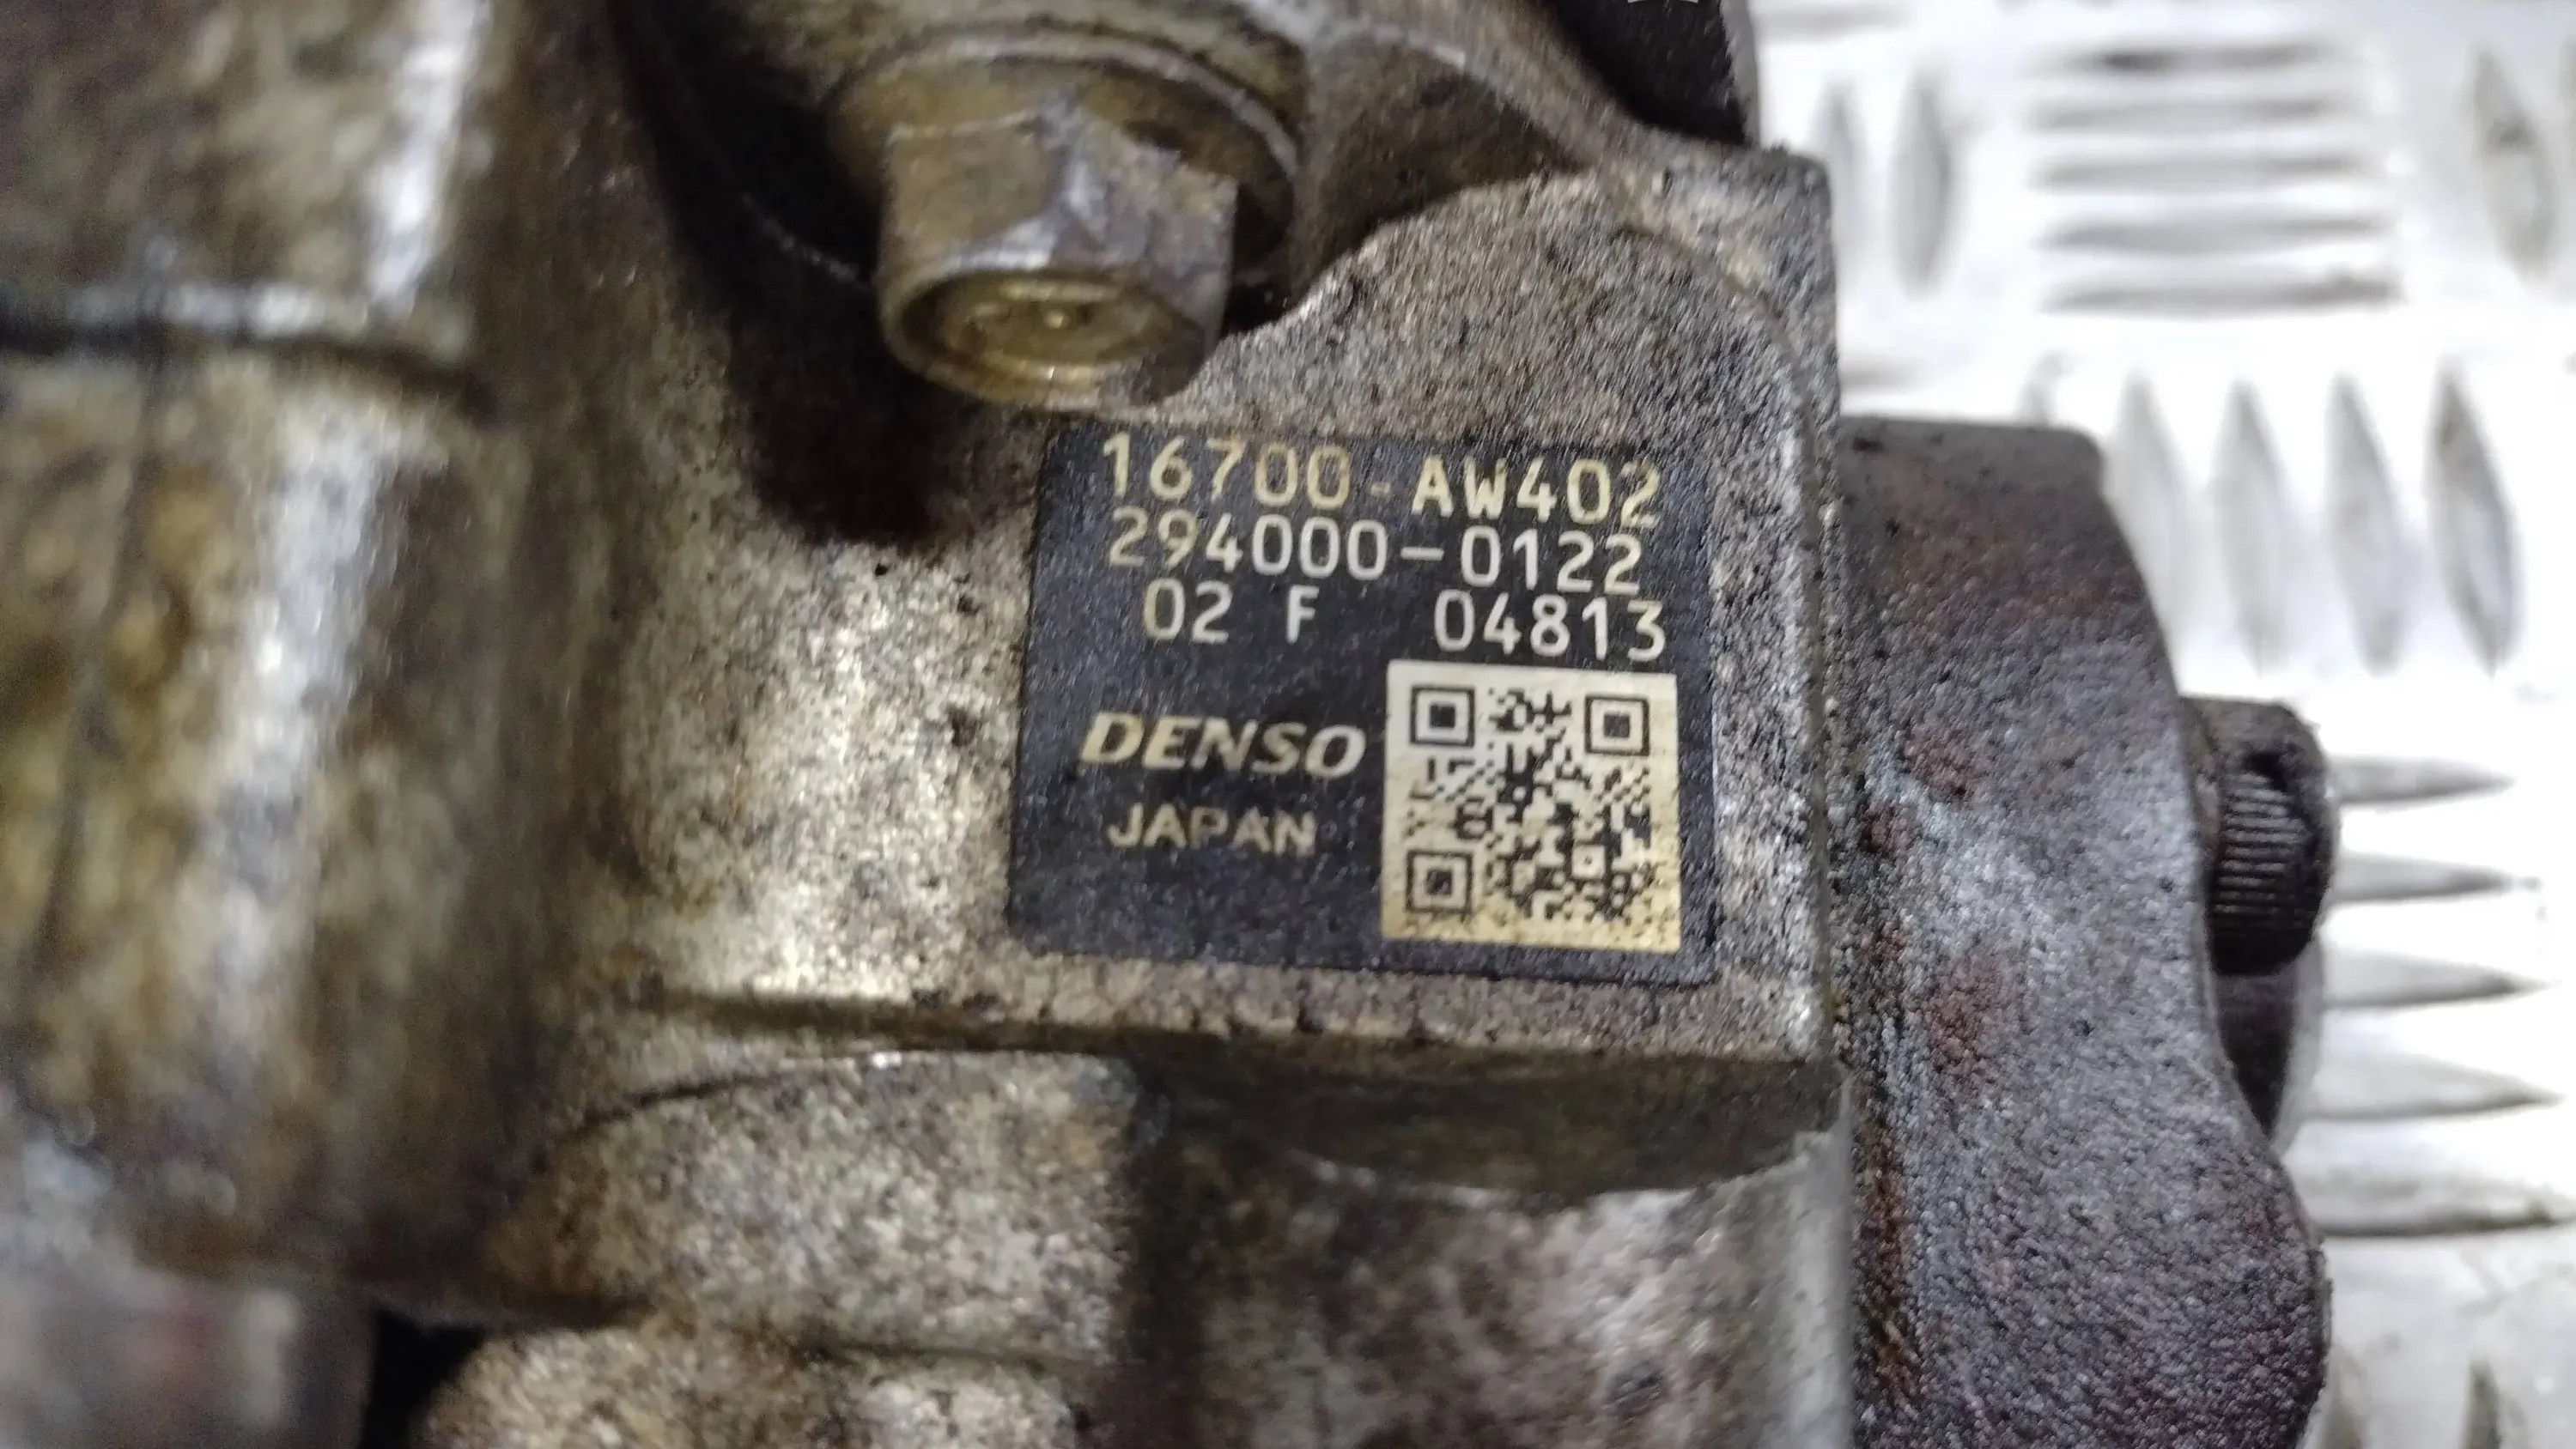 16700-AW402
294000-0122
02 F 04813
DENSO
JAPAN